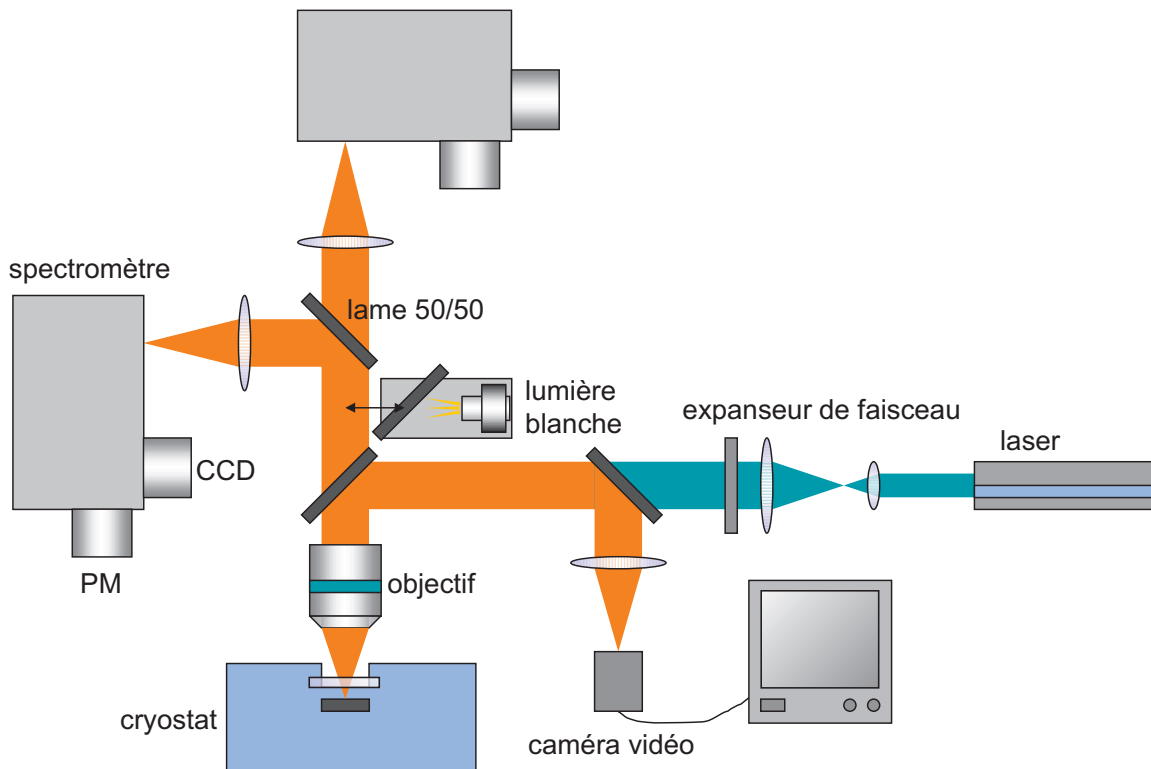 spectromètre
lame 50/50
lumière
blanche
expanseur de faisceau
laser
CCD
PM
objectif
cryostat
caméra vidéo